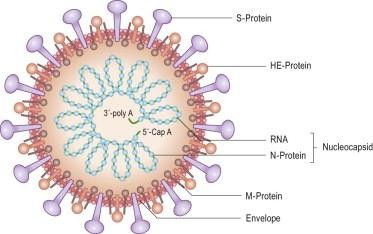 S-Protein
HE-Protein
3´-poly A
5´-Cap A
RNA
N-Protein
Nucleocapsid
M-Protein
Envelope